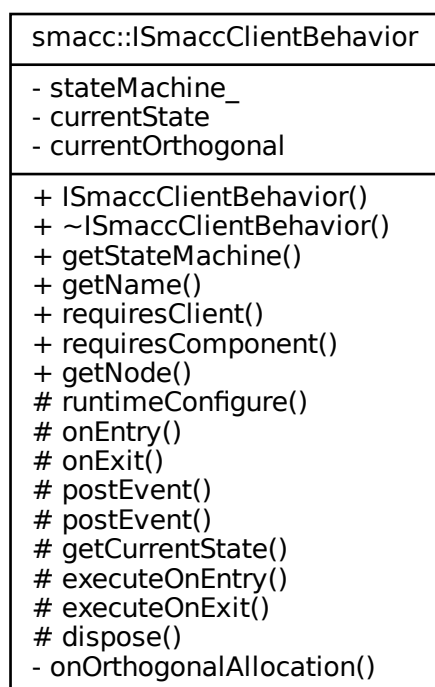 smacc::ISmaccClientBehavior
- stateMachine_
- currentState
- currentOrthogonal
+ ISmaccClientBehavior()
+ ~ISmaccClientBehavior()
+ getStateMachine()
+ getName()
+ requiresClient()
+ requiresComponent()
+ getNode()
# runtimeConfigure()
# onEntry()
# onExit()
# postEvent()
# postEvent()
# getCurrentState()
# executeOnEntry()
# executeOnExit()
# dispose()
- onOrthogonalAllocation()